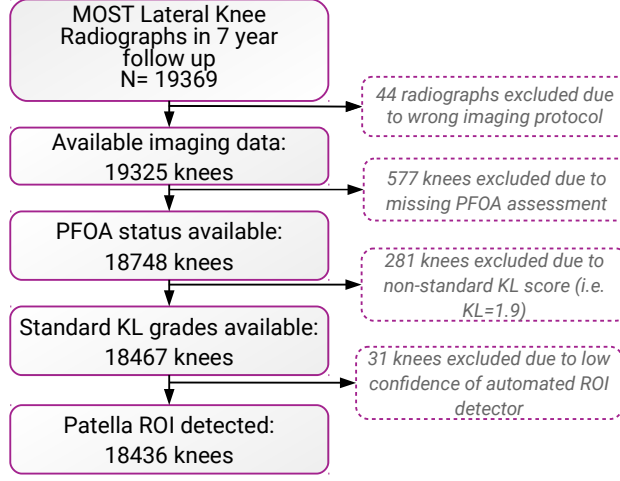 MOST Lateral Knee
Radiographs in 7 year
follow up
N= 19369
44 radiographs excluded due
to wrong imaging protocol
Available imaging data:
19325 knees
577 knees excluded due to
missing PFOA assessment
PFOA status available:
18748 knees
281 knees excluded due to
non-standard KL score (i.e.
KL=1.9)
Standard KL grades available:
18467 knees
31 knees excluded due to low
confidence of automated ROI
detector
Patella ROI detected:
18436 knees